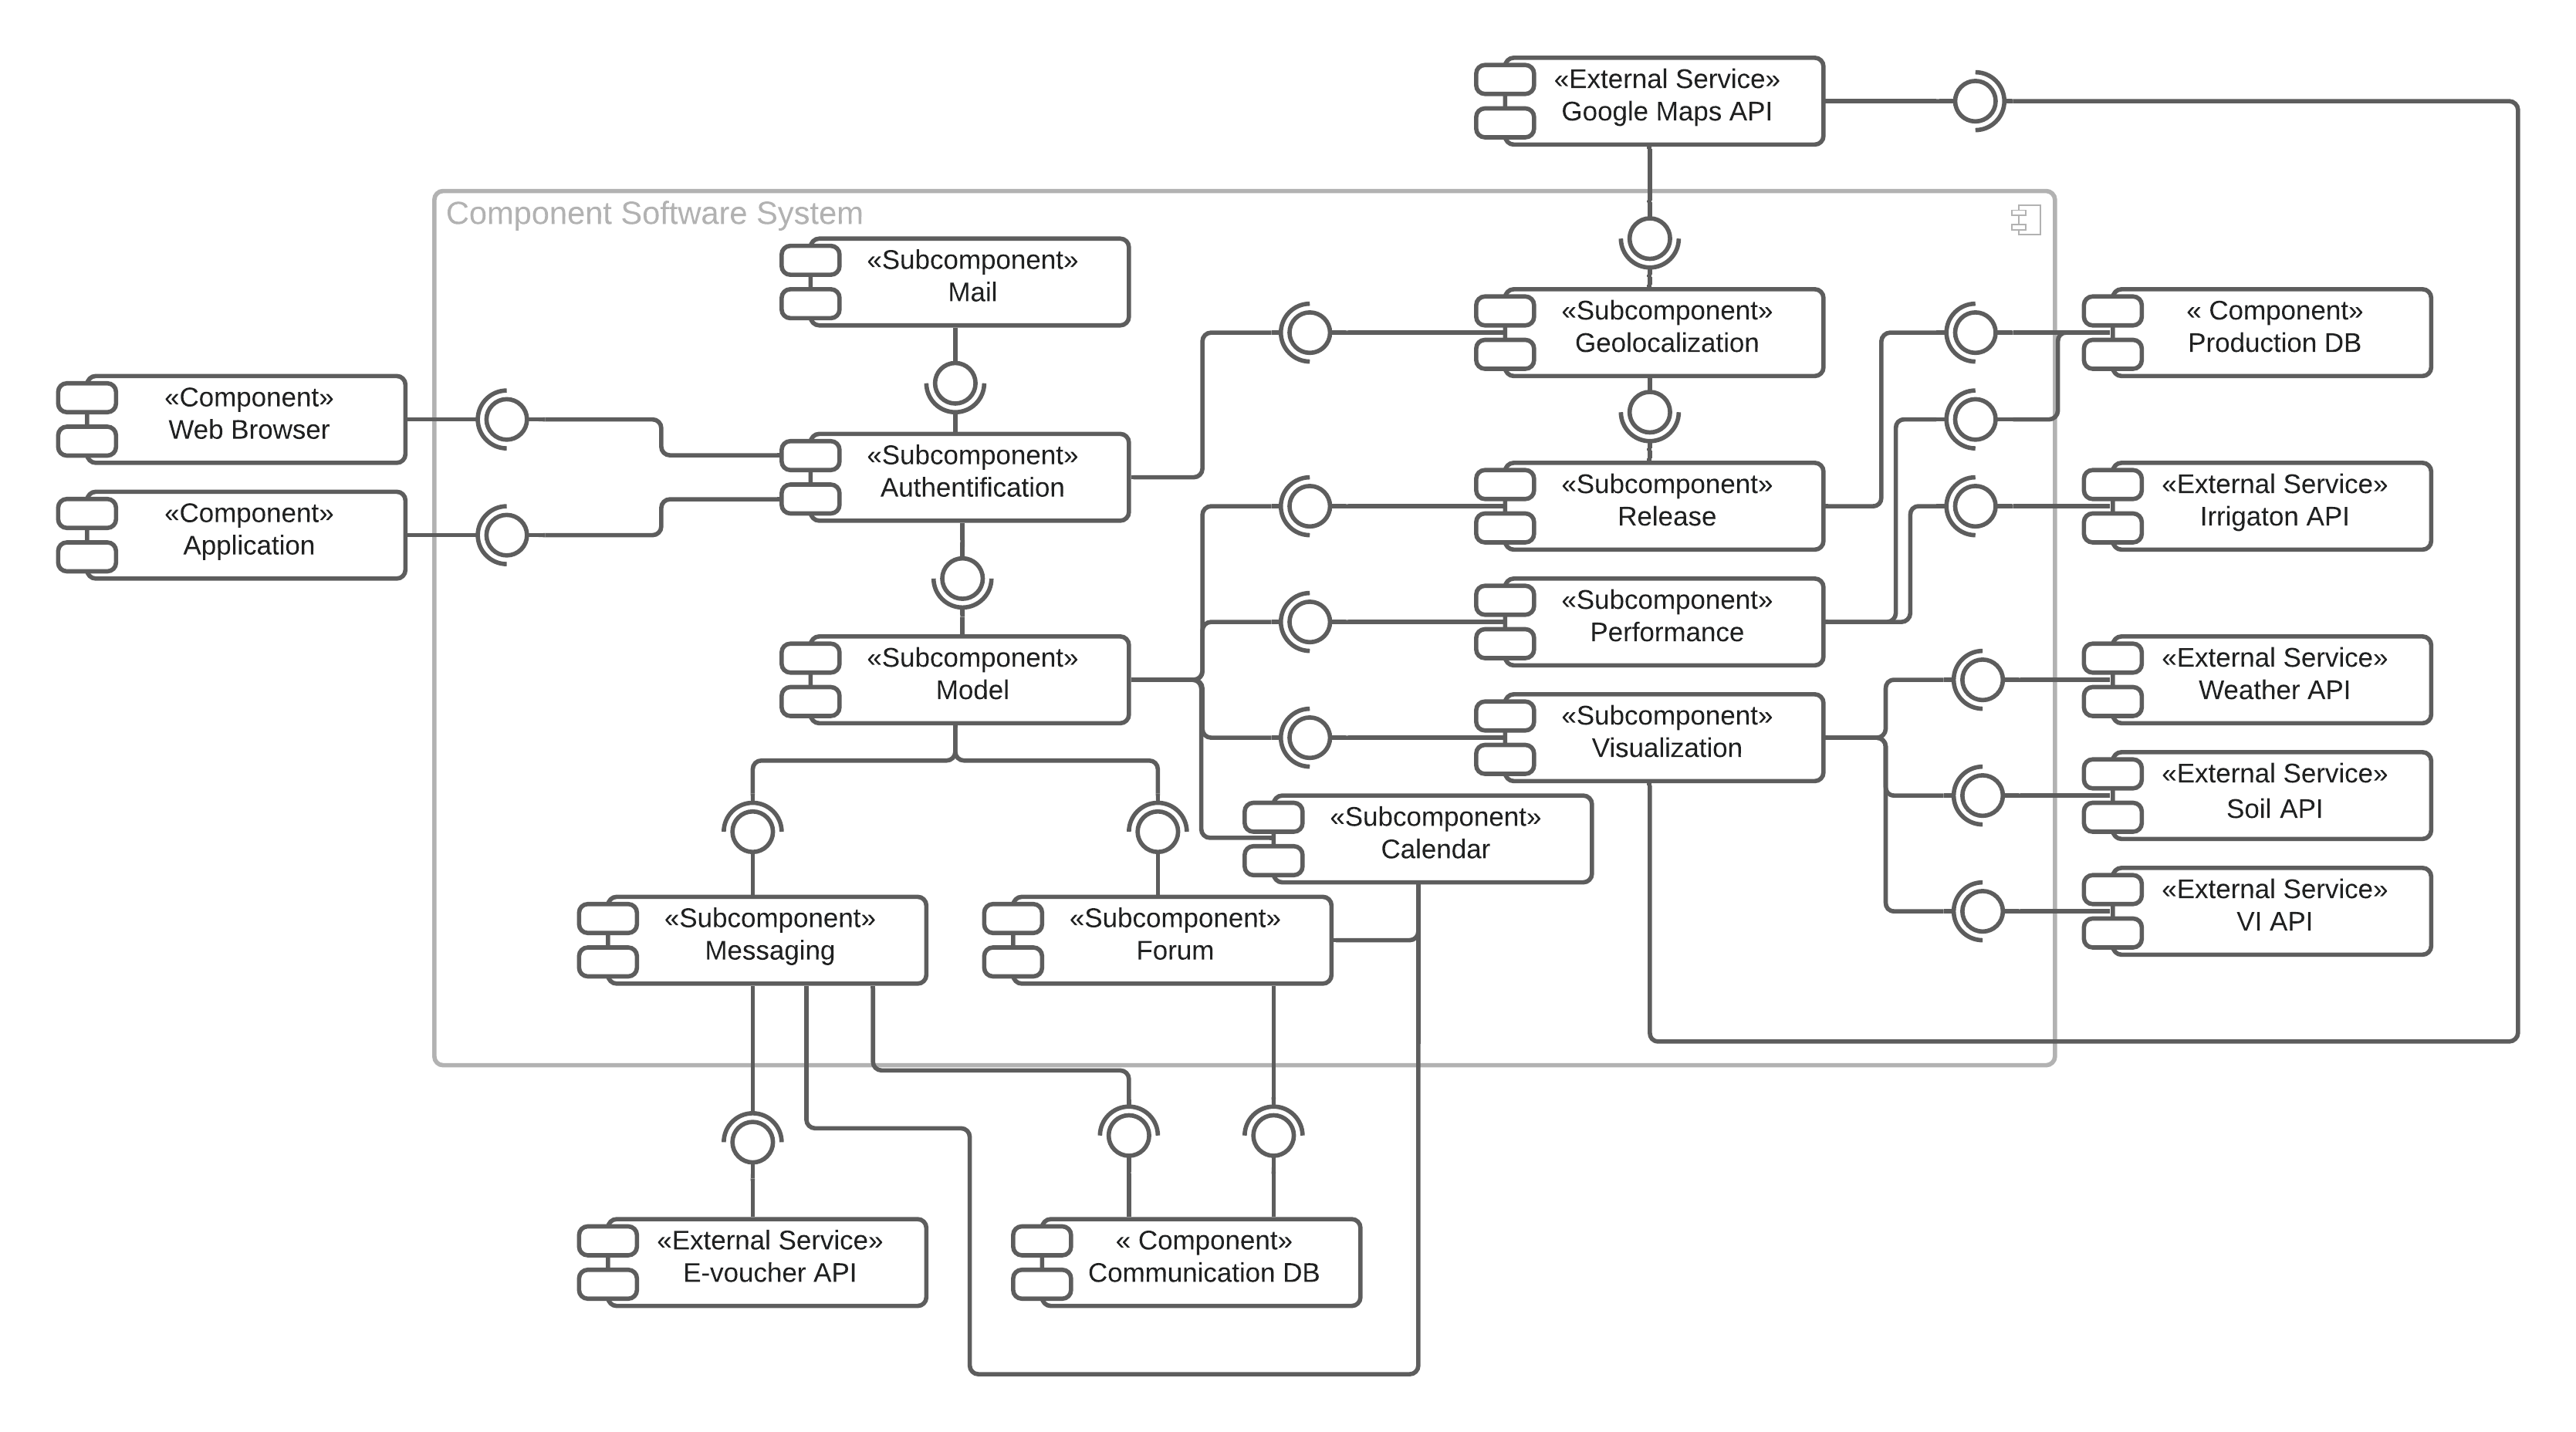 «External Service»
Google Maps API
Component Software System
«Subcomponent»
Mail
«Subcomponent»
Geolocalization
« Component»
Production DB
«Component»
Web Browser
«Subcomponent»
Authentification
«Subcomponent»
Release
«External Service»
Irrigaton API
«Component»
Application
«Subcomponent»
Performance
«Subcomponent»
Model
«External Service»
Weather API
«Subcomponent»
Visualization
«External Service»
Soil API
«Subcomponent»
Calendar
«External Service»
VI API
«Subcomponent»
Messaging
«Subcomponent»
Forum
«External Service»
E-voucher API
« Component»
Communication DB